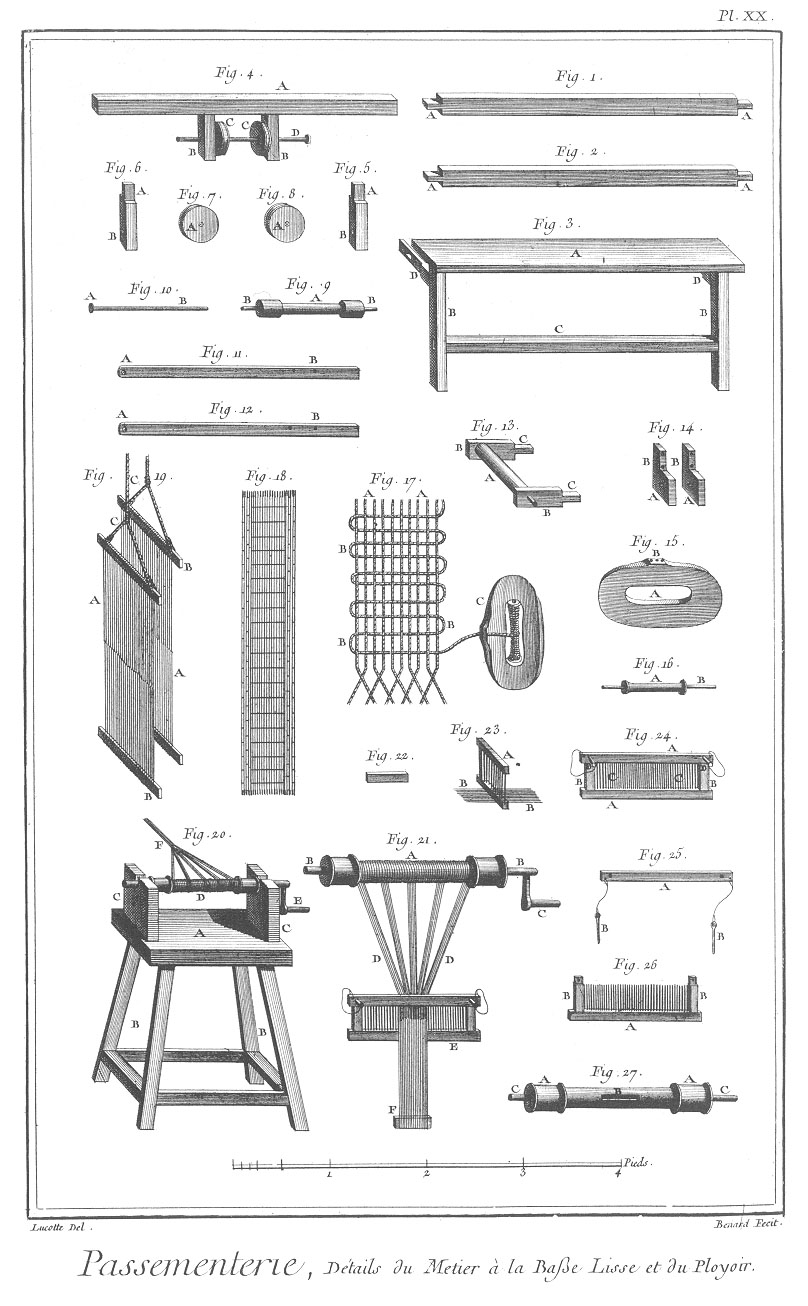 Pl. XX.
Fig. 4.
A
C C D
B B
Fig. 1.
A A
Fig. 2.
A A
Fig. 6.
A
B
Fig. 7.
A
Fig. 8.
A
Fig. 5.
A
B
Fig. 3.
A
D D
B B
C
Fig. 10.
A B
Fig. 9
B A B
Fig. 11.
A B
Fig. 12.
A B
Fig. 13.
B C
A C
B
Fig. 14.
B B
A A
Fig. 19.
C
C
B
A
A
B
Fig. 18.
Fig. 17.
A A
B
C
B
B
Fig. 15.
B
A
Fig. 16.
A B
Fig. 22.
Fig. 23.
A
B
B
Fig. 24.
A
B C C B
A
Fig. 20.
F
C D
E
A C
B B
Fig. 21.
A
B B
C
D D
E
F
Fig. 25.
A
B B
Fig. 26
B B
A
Fig. 27.
C A B A C
1 2 3 4 Pieds.
Lucotte Del.
Benard Fecit.
Passementerie, Détails du Metier à la Baſse Lisse et du Ployoir.